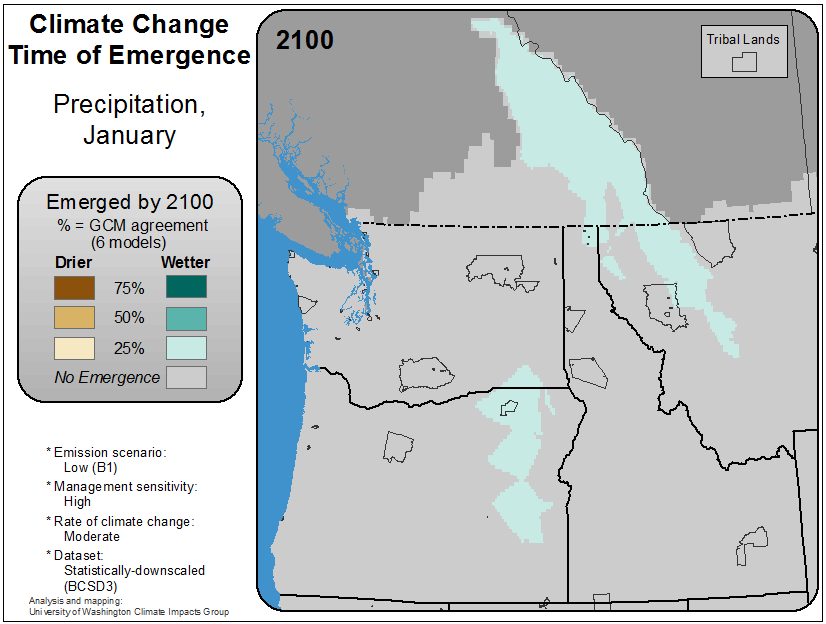 Climate Change
Time of Emergence
Precipitation,
January
Emerged by 2100
% = GCM agreement
(6 models)
Drier Wetter
75%
50%
25%
No Emergence
* Emission scenario:
Low (B1)
* Management sensitivity:
High
* Rate of climate change:
Moderate
* Dataset:
Statistically-downscaled
(BCSD3)
Analysis and mapping:
University of Washington Climate Impacts Group
2100
Tribal Lands